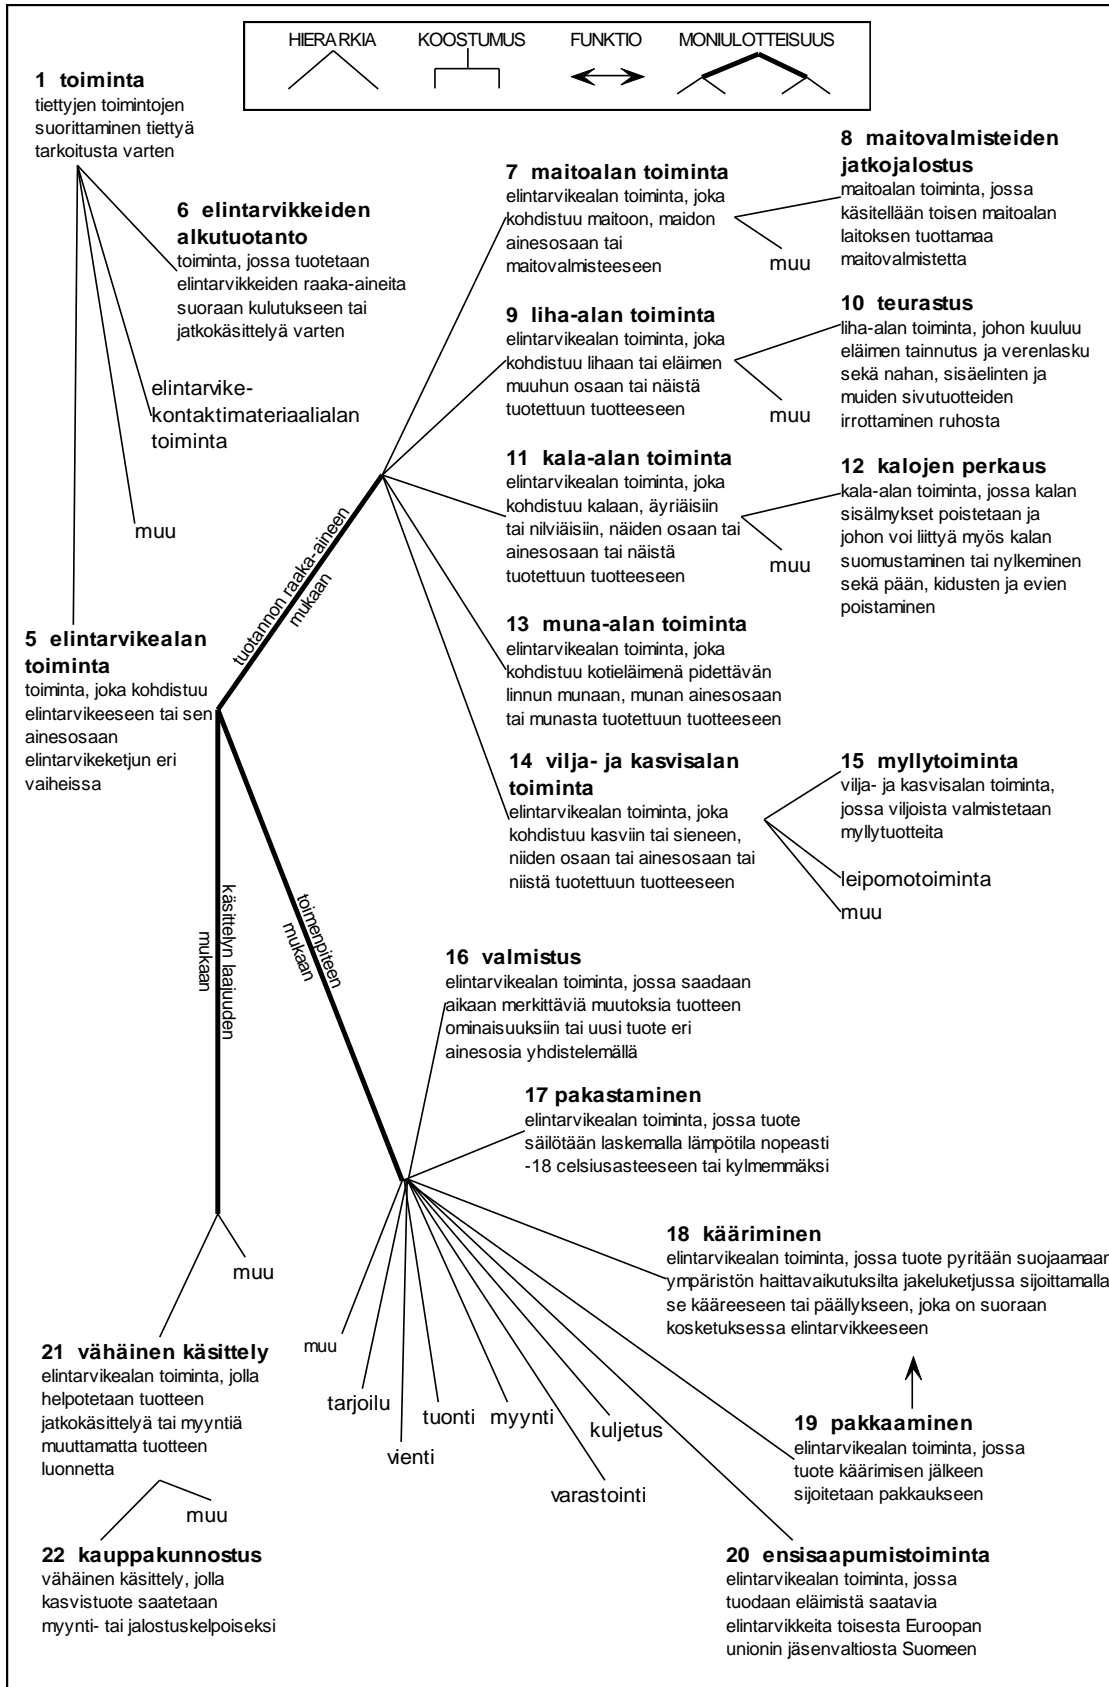 HIERARKIA
KOOSTUMUS
FUNKTIO
MONIULOTTEISUUS
1 toiminta
tiettyjen toimintojen
suorittaminen tiettyä
tarkoitusta varten
6 elintarvikkeiden
alkutuotanto
toiminta, jossa tuotetaan
elintarvikkeiden raaka-aineita
suoraan kulutukseen tai
jatkokäsittelyä varten
elintarvike-
kontaktimateriaalialan
toiminta
muu
5 elintarvikealan
toiminta
toiminta, joka kohdistuu
elintarvikeeseen tai sen
ainesosaan
elintarvikeketjun eri
vaiheissa
tuotannon raaka-aineen
mukaan
7 maitoalan toiminta
elintarvikealan toiminta, joka
kohdistuu maitoon, maidon
ainesosaan tai
maitovalmisteeseen
8 maitovalmisteiden
jatkojalostus
maitoalan toiminta, jossa
käsitellään toisen maitoalan
laitoksen tuottamaa
maitovalmistetta
muu
9 liha-alan toiminta
elintarvikealan toiminta, joka
kohdistuu lihaan tai eläimen
muuhun osaan tai näistä
tuotettuun tuotteeseen
10 teurastus
liha-alan toiminta, johon kuuluu
eläimen tainnutus ja verenlasku
sekä nahan, sisäelinten ja
muiden sivutuotteiden
irrottaminen ruhosta
muu
11 kala-alan toiminta
elintarvikealan toiminta, joka
kohdistuu kalaan, äyriäisiin
tai nilviäisiin, näiden osaan tai
ainesosaan tai näistä
tuotettuun tuotteeseen
12 kalojen perkaus
kala-alan toiminta, jossa kalan
sisälmykset poistetaan ja
johon voi liittyä myös kalan
suomustaminen tai nylkeminen
sekä pään, kidusten ja evien
poistaminen
muu
13 muna-alan toiminta
elintarvikealan toiminta, joka
kohdistuu kotieläimenä pidettävän
linnun munaan, munan ainesosaan
tai munasta tuotettuun tuotteeseen
14 vilja- ja kasvisalan
toiminta
elintarvikealan toiminta, joka
kohdistuu kasviin tai sieneen,
niiden osaan tai ainesosaan tai
niistä tuotettuun tuotteeseen
15 myllytoiminta
vilja- ja kasvisalan toiminta,
jossa viljoista valmistetaan
myllytuotteita
leipomotoiminta
muu
käsittelyn laajuuden
mukaan
toimenpiteen
mukaan
16 valmistus
elintarvikealan toiminta, jossa saadaan
aikaan merkittäviä muutoksia tuotteen
ominaisuuksiin tai uusi tuote eri
ainesosia yhdistelemällä
17 pakastaminen
elintarvikealan toiminta, jossa tuote
säilötään laskemalla lämpötila nopeasti
-18 celsiusasteeseen tai kylmemmäksi
18 kääriminen
elintarvikealan toiminta, jossa tuote pyritään suojaamaan
ympäristön haittavaikutuksilta jakeluketjussa sijoittamalla
se kääreeseen tai päällykseen, joka on suoraan
kosketuksessa elintarvikkeeseen
muu
21 vähäinen käsittely
elintarvikealan toiminta, jolla
helpotetaan tuotteen
jatkokäsittelyä tai myyntiä
muuttamatta tuotteen
luonnetta
muu
22 kauppakunnostus
vähäinen käsittely, jolla
kasvistuote saatetaan
myynti- tai jalostuskelpoiseksi
muu
tarjoilu
vienti
tuonti
myynti
varastointi
kuljetus
19 pakkaaminen
elintarvikealan toiminta, jossa
tuote käärimisen jälkeen
sijoitetaan pakkaukseen
20 ensisaapumistoiminta
elintarvikealan toiminta, jossa
tuodaan eläimistä saatavia
elintarvikkeita toisesta Euroopan
unionin jäsenvaltiosta Suomeen